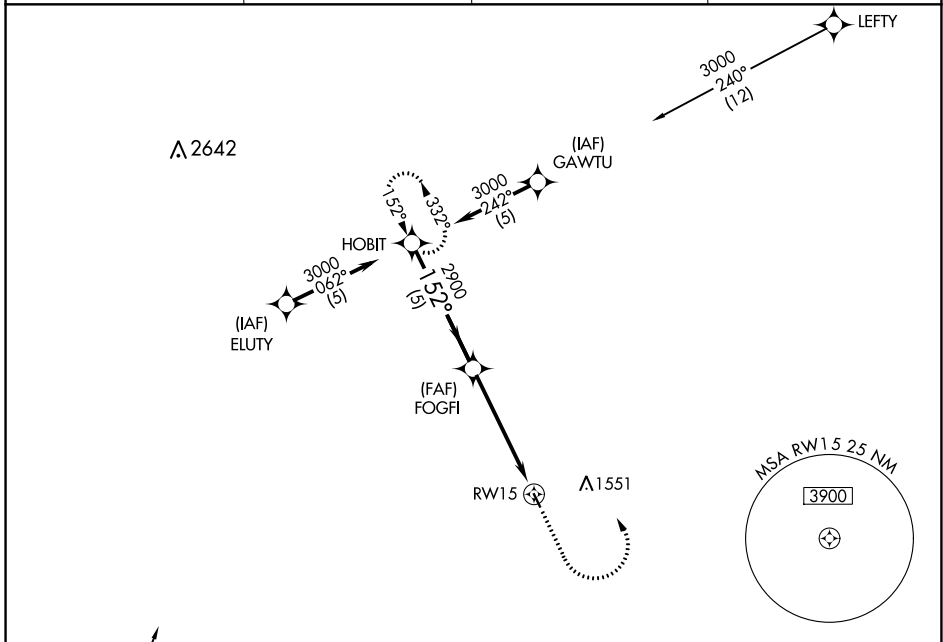 LEFTY
3000
240°
(12)
2642
(IAF)
GAWTU
3000
242°
(5)
152°
332°
HOBIT
3000
062°
(5)
2900
152°
(5)
(IAF)
ELUTY
(FAF)
FOGFI
MSA RW15 25 NM
3900
RW15
1551